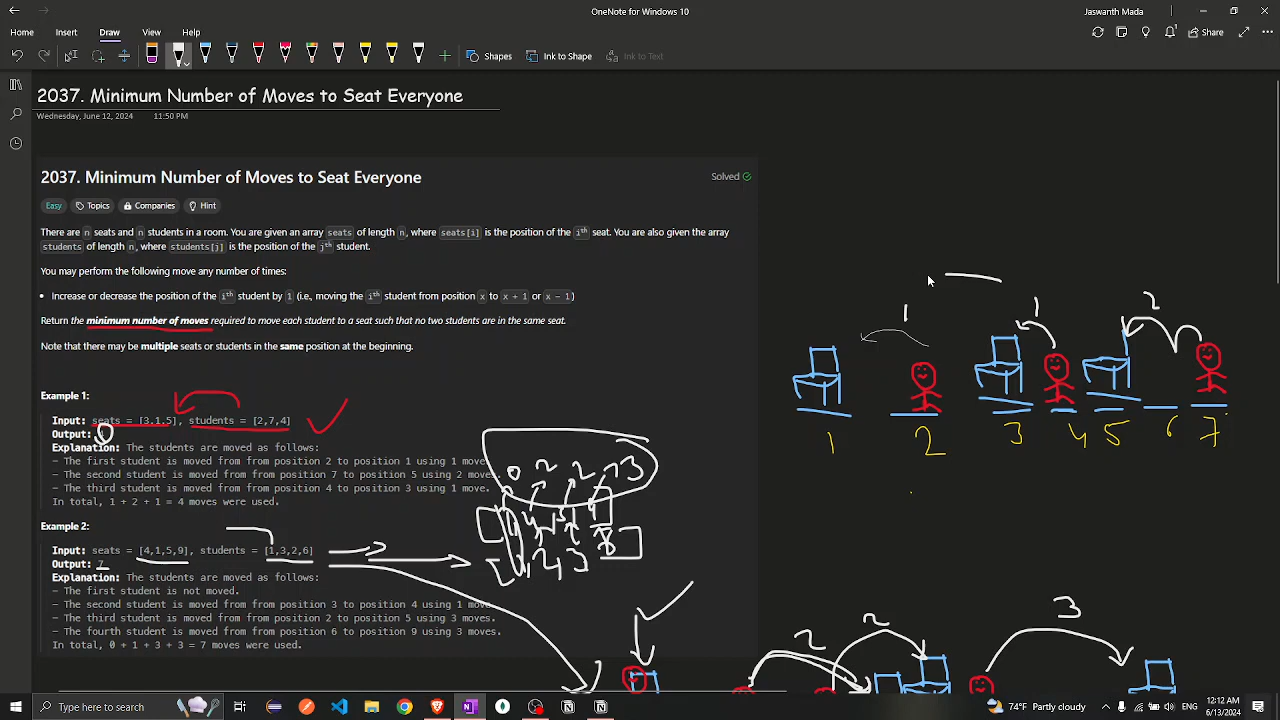 OneNote for Windows 10
Jaswanth Mada
Home Insert Draw View Help
Share
Shapes
Ink to Shape
Ink to Text
2037. Minimum Number of Moves to Seat Everyone
Wednesday, June 12, 2024 11:50 PM
2037. Minimum Number of Moves to Seat Everyone
Solved
Easy Topics Companies Hint
There are n seats and n students in a room. You are given an array seats of length n, where seats[i] is the position of the ith seat. You are also given the array
students of length n, where students[j] is the position of the jth student.
You may perform the following move any number of times:
• Increase or decrease the position of the ith student by 1 (i.e., moving the ith student from position x to x + 1 or x - 1)
Return the minimum number of moves required to move each student to a seat such that no two students are in the same seat.
Note that there may be multiple seats or students in the same position at the beginning.
Example 1:
Input: seats = [3,1,5], students = [2,7,4]
Output:
Explanation: The students are moved as follows:
- The first student is moved from from position 2 to position 1 using 1 move.
- The second student is moved from from position 7 to position 5 using 2 moves.
- The third student is moved from from position 4 to position 3 using 1 move.
In total, 1 + 2 + 1 = 4 moves were used.
Example 2:
Input: seats = [4,1,5,9], students = [1,3,2,6]
Output: 7
Explanation: The students are moved as follows:
- The first student is not moved.
- The second student is moved from from position 3 to position 4 using 1 move.
- The third student is moved from from position 2 to position 5 using 3 moves.
- The fourth student is moved from from position 6 to position 9 using 3 moves.
In total, 0 + 1 + 3 + 3 = 7 moves were used.
0 2 2 3
1 1 2
1 2 3 4 5 6 7
2 2 3
Type here to search
74°F Partly cloudy
ENG
12:12 AM
6/13/2024